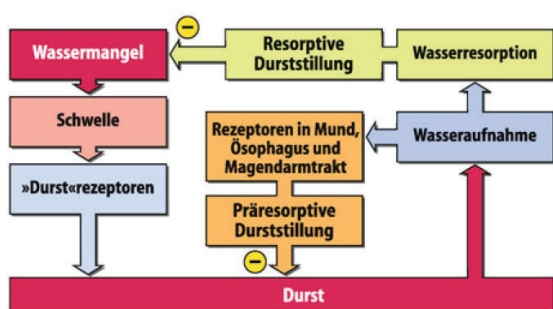 Wassermangel
−
Resorptive
Durststillung
Wasserresorption
Schwelle
Rezeptoren in Mund,
Ösophagus und
Magendarmtrakt
Wasseraufnahme
»Durst«rezeptoren
Präresorptive
Durststillung
−
Durst